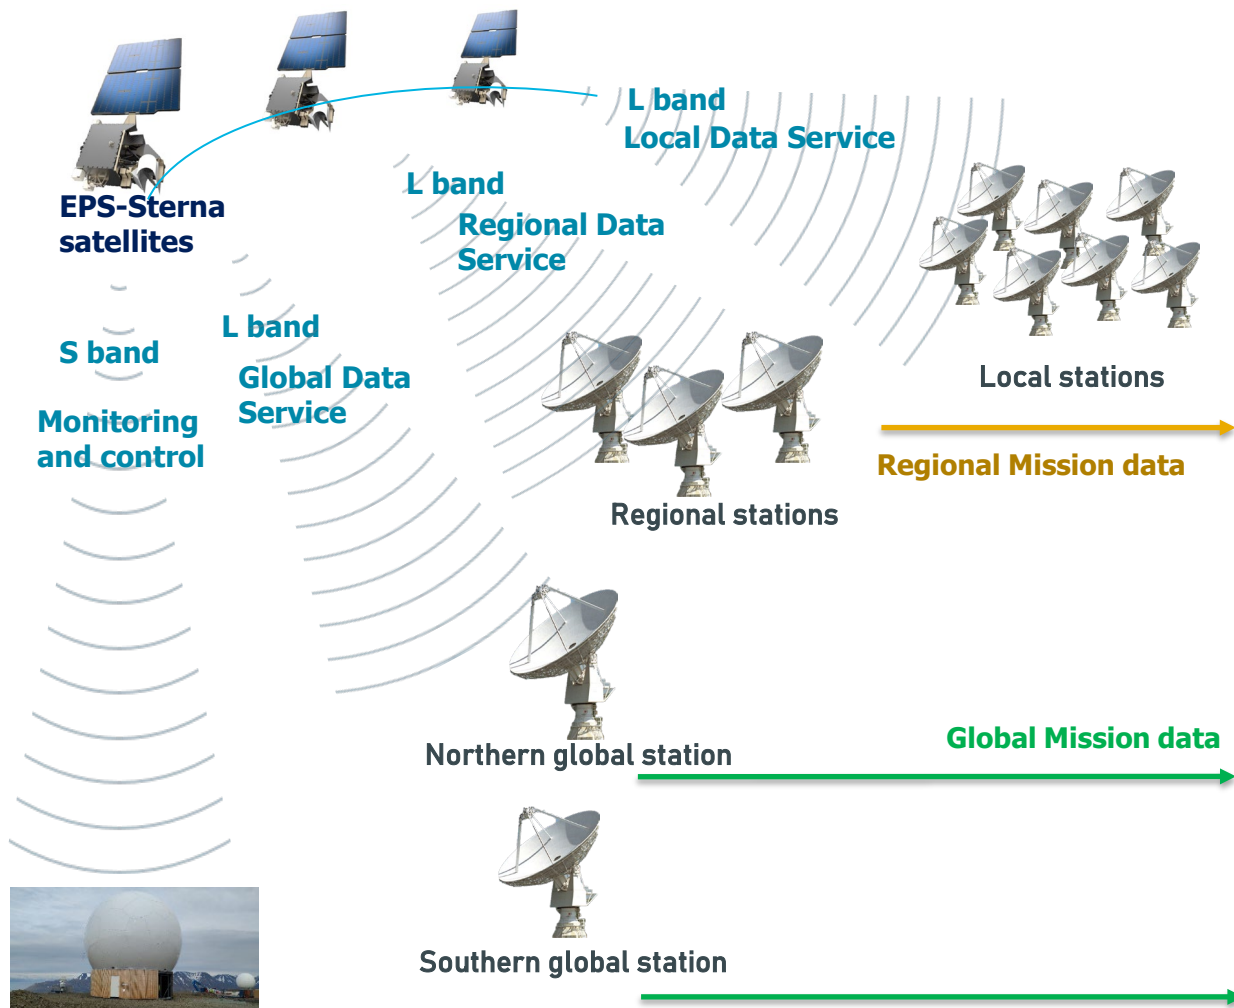 L band
Local Data Service
L band
Regional Data
Service
EPS-Sterna
satellites
L band
S band
Global Data
Service
Monitoring
and control
Local stations
Regional Mission data
Regional stations
Northern global station
Global Mission data
Southern global station